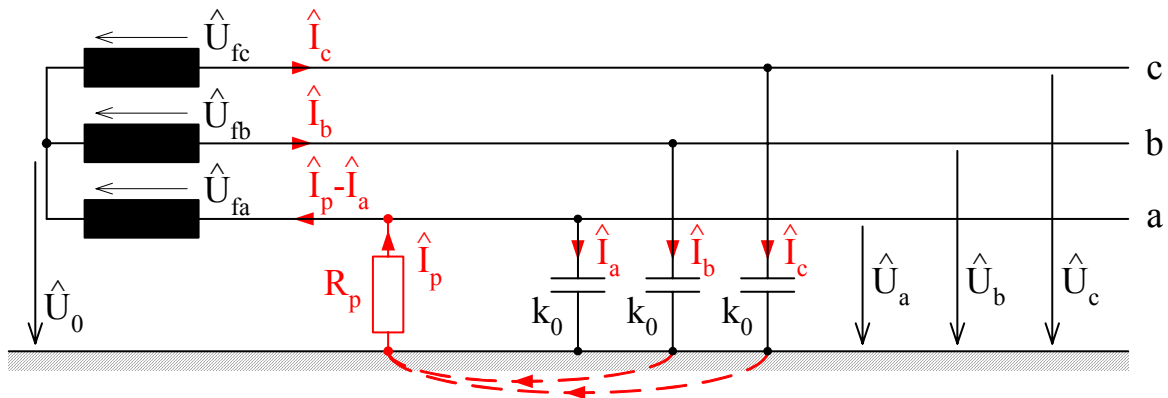 Û_fc
Î_c
c
Û_fb
Î_b
b
Û_fa
Î_p-Î_a
a
Û_0
R_p
Î_p
Î_a
Î_b
Î_c
k_0
k_0
k_0
Û_a
Û_b
Û_c